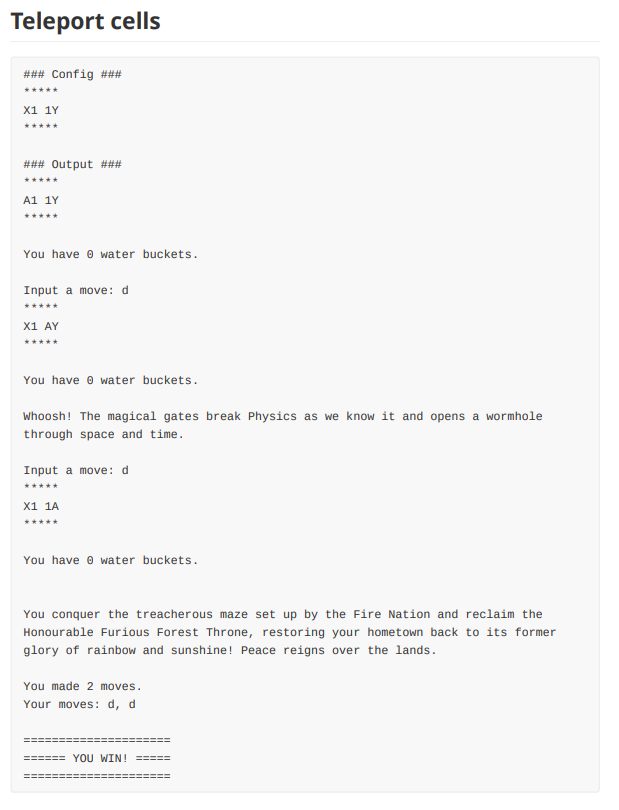 Teleport cells
### Config ###
*****
X1 1Y
*****
### Output ###
*****
A1 1Y
*****
You have 0 water buckets.
Input a move: d
*****
X1 AY
*****
You have 0 water buckets.
Whoosh! The magical gates break Physics as we know it and opens a wormhole
through space and time.
Input a move: d
*****
X1 1A
*****
You have 0 water buckets.
You conquer the treacherous maze set up by the Fire Nation and reclaim the
Honourable Furious Forest Throne, restoring your hometown back to its former
glory of rainbow and sunshine! Peace reigns over the lands.
You made 2 moves.
Your moves: d, d
=====================
====== YOU WIN! =====
=====================